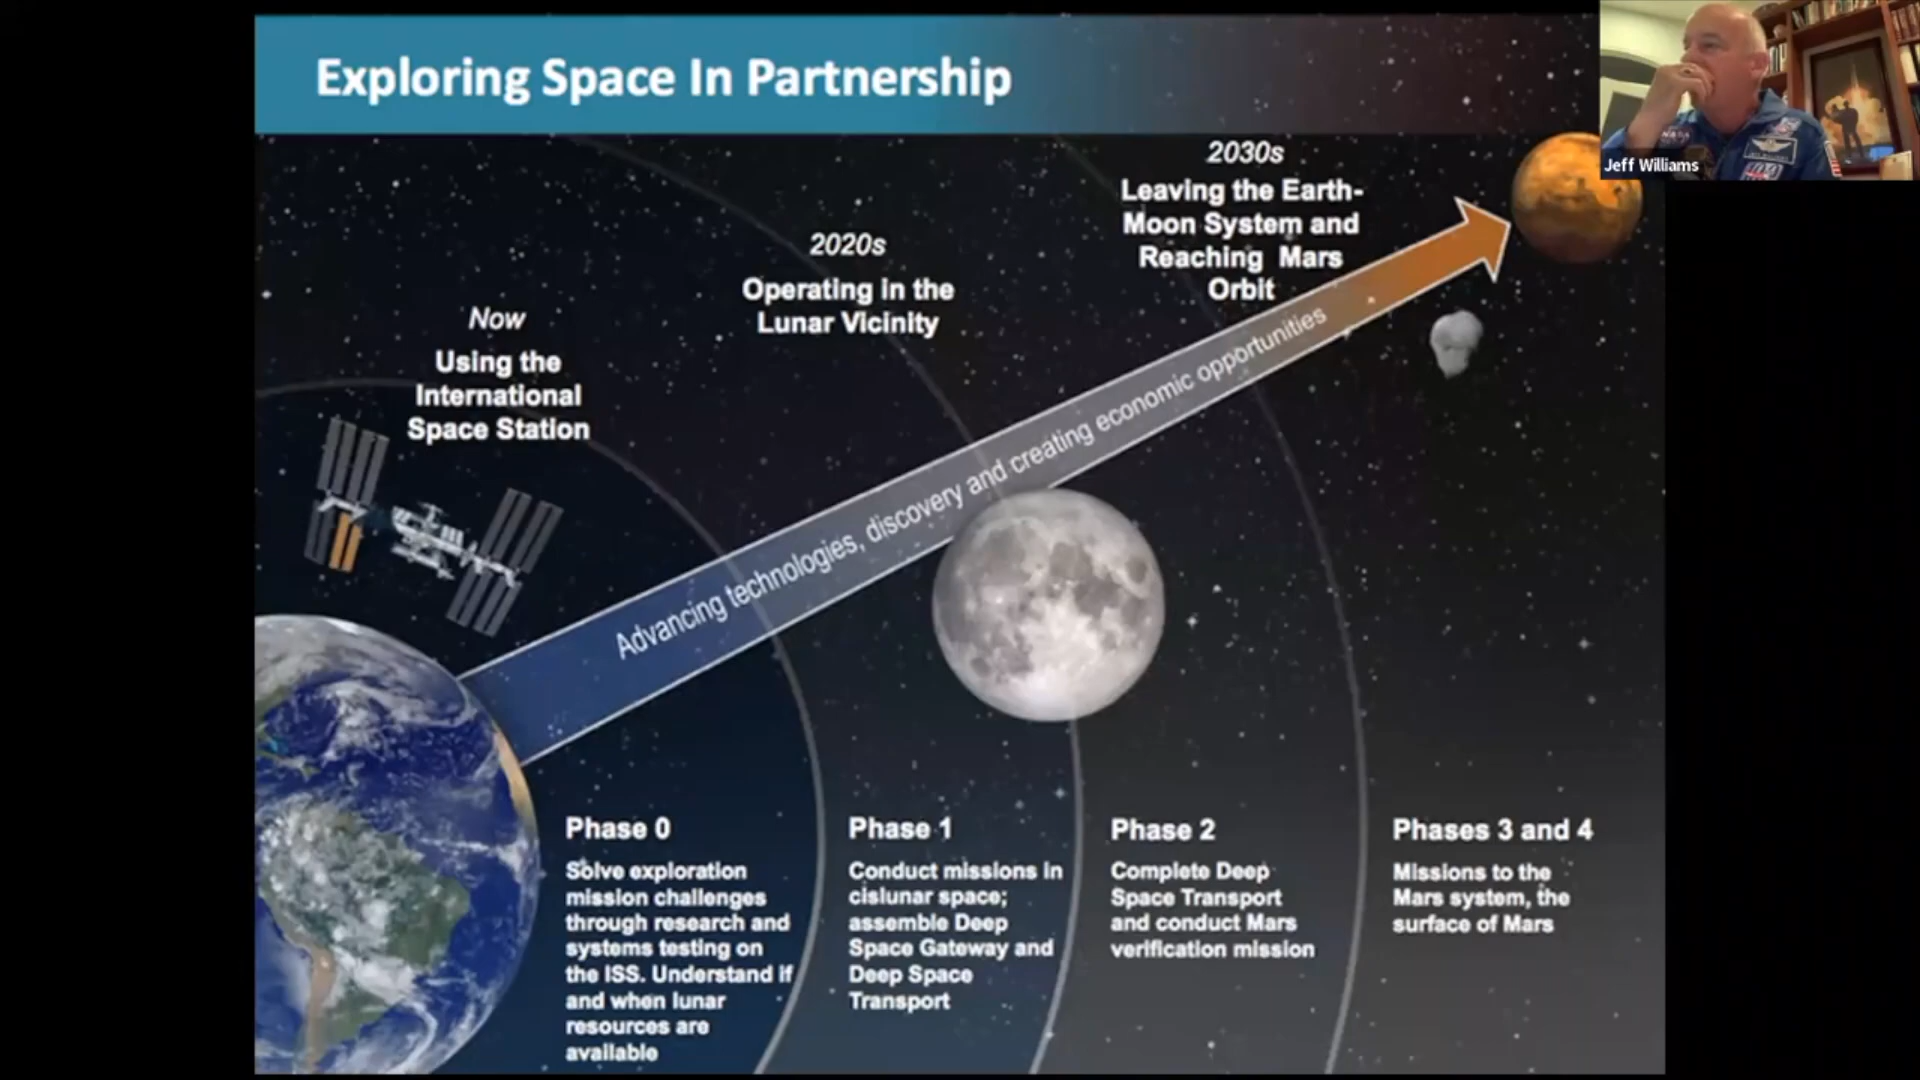 Exploring Space In Partnership
Jeff Williams
NASA
2030s
Leaving the Earth-
Moon System and
Reaching Mars
Orbit
2020s
Operating in the
Lunar Vicinity
Now
Using the
International
Space Station
Advancing technologies, discovery and creating economic opportunities
Phase 0
Solve exploration
mission challenges
through research and
systems testing on
the ISS. Understand if
and when lunar
resources are
available
Phase 1
Conduct missions in
cislunar space;
assemble Deep
Space Gateway and
Deep Space
Transport
Phase 2
Complete Deep
Space Transport
and conduct Mars
verification mission
Phases 3 and 4
Missions to the
Mars system, the
surface of Mars